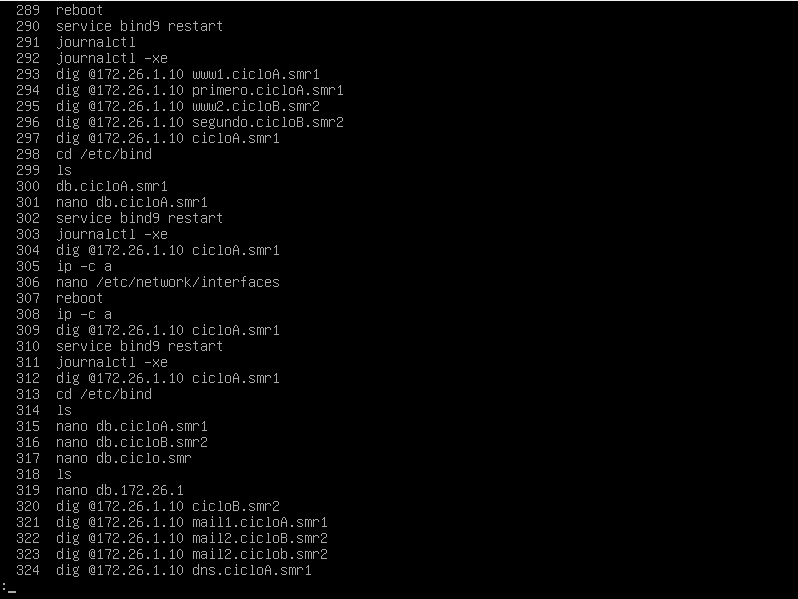 289 reboot
290 service bind9 restart
291 journalctl
292 journalctl -xe
293 dig @172.26.1.10 www1.cicloA.smr1
294 dig @172.26.1.10 primero.cicloA.smr1
295 dig @172.26.1.10 www2.cicloB.smr2
296 dig @172.26.1.10 segundo.cicloB.smr2
297 dig @172.26.1.10 cicloA.smr1
298 cd /etc/bind
299 ls
300 db.cicloA.smr1
301 nano db.cicloA.smr1
302 service bind9 restart
303 journalctl -xe
304 dig @172.26.1.10 cicloA.smr1
305 ip -c a
306 nano /etc/network/interfaces
307 reboot
308 ip -c a
309 dig @172.26.1.10 cicloA.smr1
310 service bind9 restart
311 journalctl -xe
312 dig @172.26.1.10 cicloA.smr1
313 cd /etc/bind
314 ls
315 nano db.cicloA.smr1
316 nano db.cicloB.smr2
317 nano db.ciclo.smr
318 ls
319 nano db.172.26.1
320 dig @172.26.1.10 cicloB.smr2
321 dig @172.26.1.10 mail1.cicloA.smr1
322 dig @172.26.1.10 mail2.cicloB.smr2
323 dig @172.26.1.10 mail2.ciclob.smr2
324 dig @172.26.1.10 dns.cicloA.smr1
:_